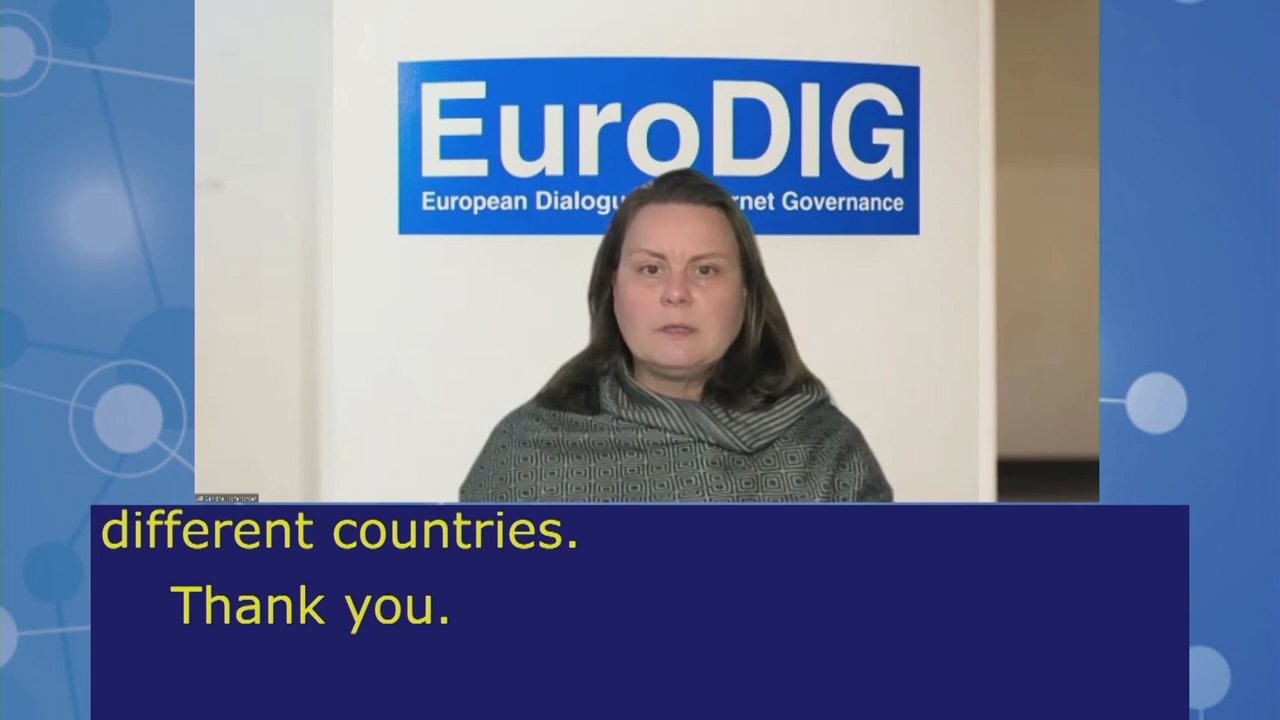 EuroDIG
European Dialogu rnet Governance
different countries.
Thank you.